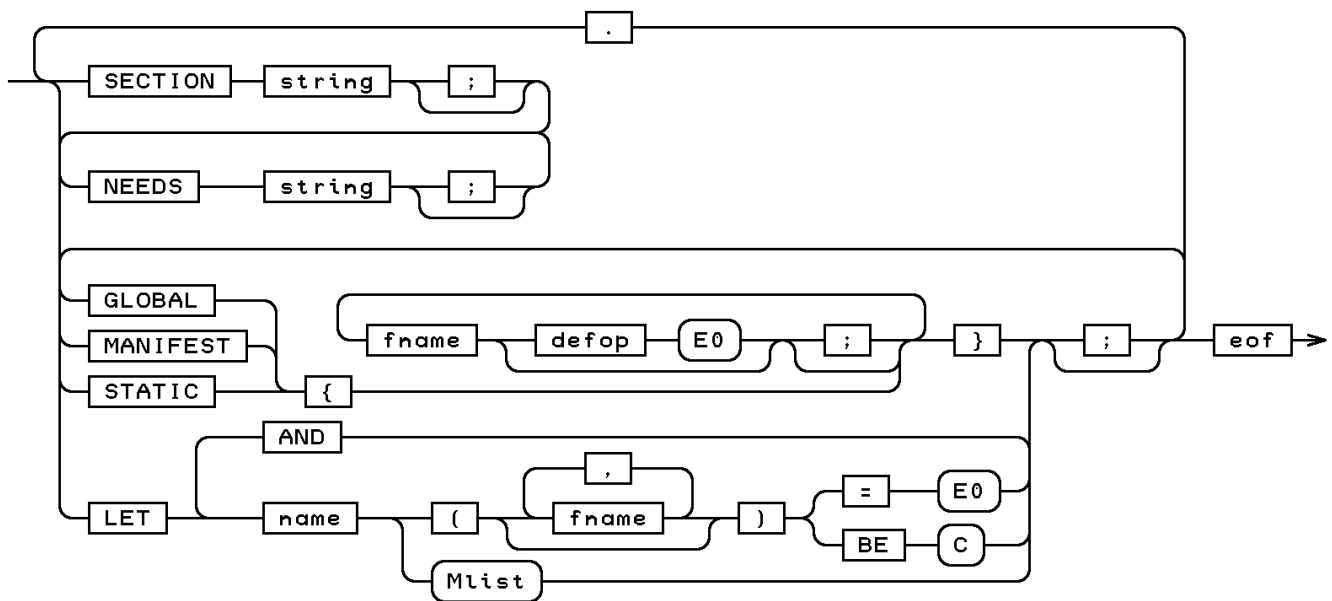 .
SECTION string ;
NEEDS string ;
GLOBAL
MANIFEST fname defop E0 ; } ; eof
STATIC {
AND
,
= E0
LET name ( fname )
BE C
Mlist